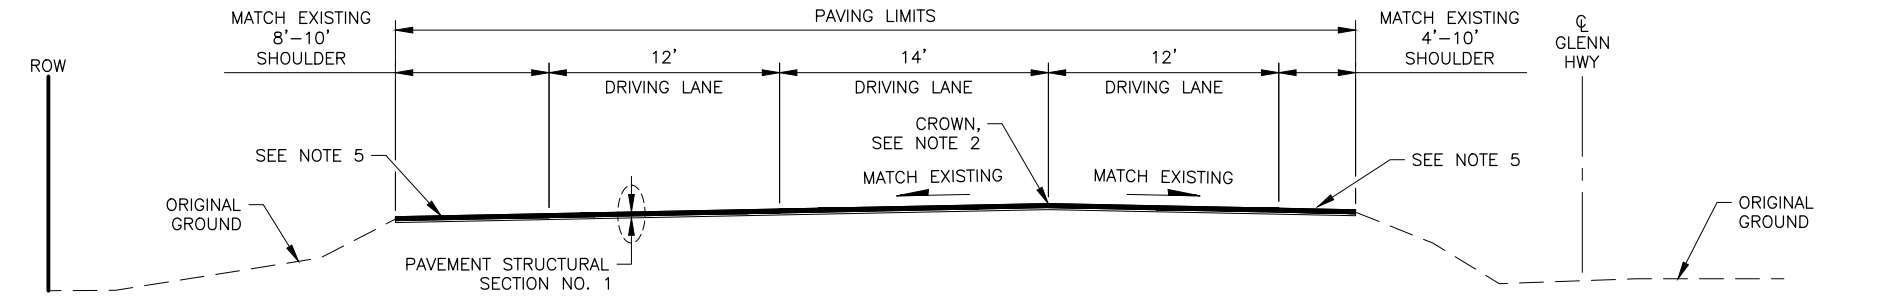 MATCH EXISTING
8'-10'
SHOULDER
PAVING LIMITS
MATCH EXISTING
4'-10'
SHOULDER
℄
GLENN
HWY
ROW
12'
DRIVING LANE
14'
DRIVING LANE
12'
DRIVING LANE
CROWN,
SEE NOTE 2
SEE NOTE 5
MATCH EXISTING
MATCH EXISTING
SEE NOTE 5
ORIGINAL
GROUND
ORIGINAL
GROUND
PAVEMENT STRUCTURAL
SECTION NO. 1